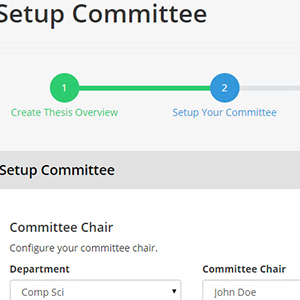 Setup Committee
1 2
Create Thesis Overview Setup Your Committee
Setup Committee
Committee Chair
Configure your committee chair.
Department Committee Chair
Comp Sci John Doe